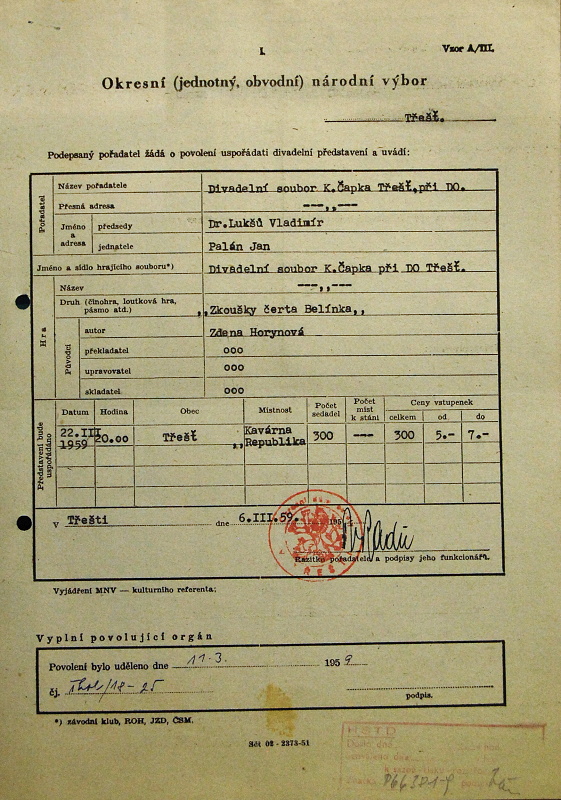 I.
Vzor A/III.
Okresní (jednotný, obvodní) národní výbor
Třešť.
Podepsaný pořadatel žádá o povolení uspořádati divadelní představení a uvádí:
Pořadatel
Název pořadatele Divadelní soubor K.Čapka Třešť,při DO.
Přesná adresa ---,,---
Jméno a adresa předsedy Dr.Lukšů Vladimír
jednatele Palán Jan
Jméno a sídlo hrajícího souboru*) Divadelní soubor K.Čapka při DO Třešť.
Hra
Název ---,,---
Druh (činohra, loutková hra, pásmo atd.) ,,Zkoušky čerta Belínka,,
Původní
autor Zdena Horynová
překladatel ooo
upravovatel ooo
skladatel ooo
Představení bude uspořádáno
Datum Hodina Obec Místnost Počet sedadel Počet míst k stání Ceny vstupenek
celkem od do
22.III 1959 20.00 Třešť ,,Kavárna Republika 300 --- 300 5.- 7.-
V Třešti dne 6.III.59. 195
Razítko pořadatele a podpisy jeho funkcionářů.
Vyjádření MNV — kulturního referenta:
Vyplní povolující orgán
Povolení bylo uděleno dne 11.3. 1959
čj. /18-25
podpis.
*) závodní klub, ROH, JZD, ČSM.
Sčt 02 - 2373-51